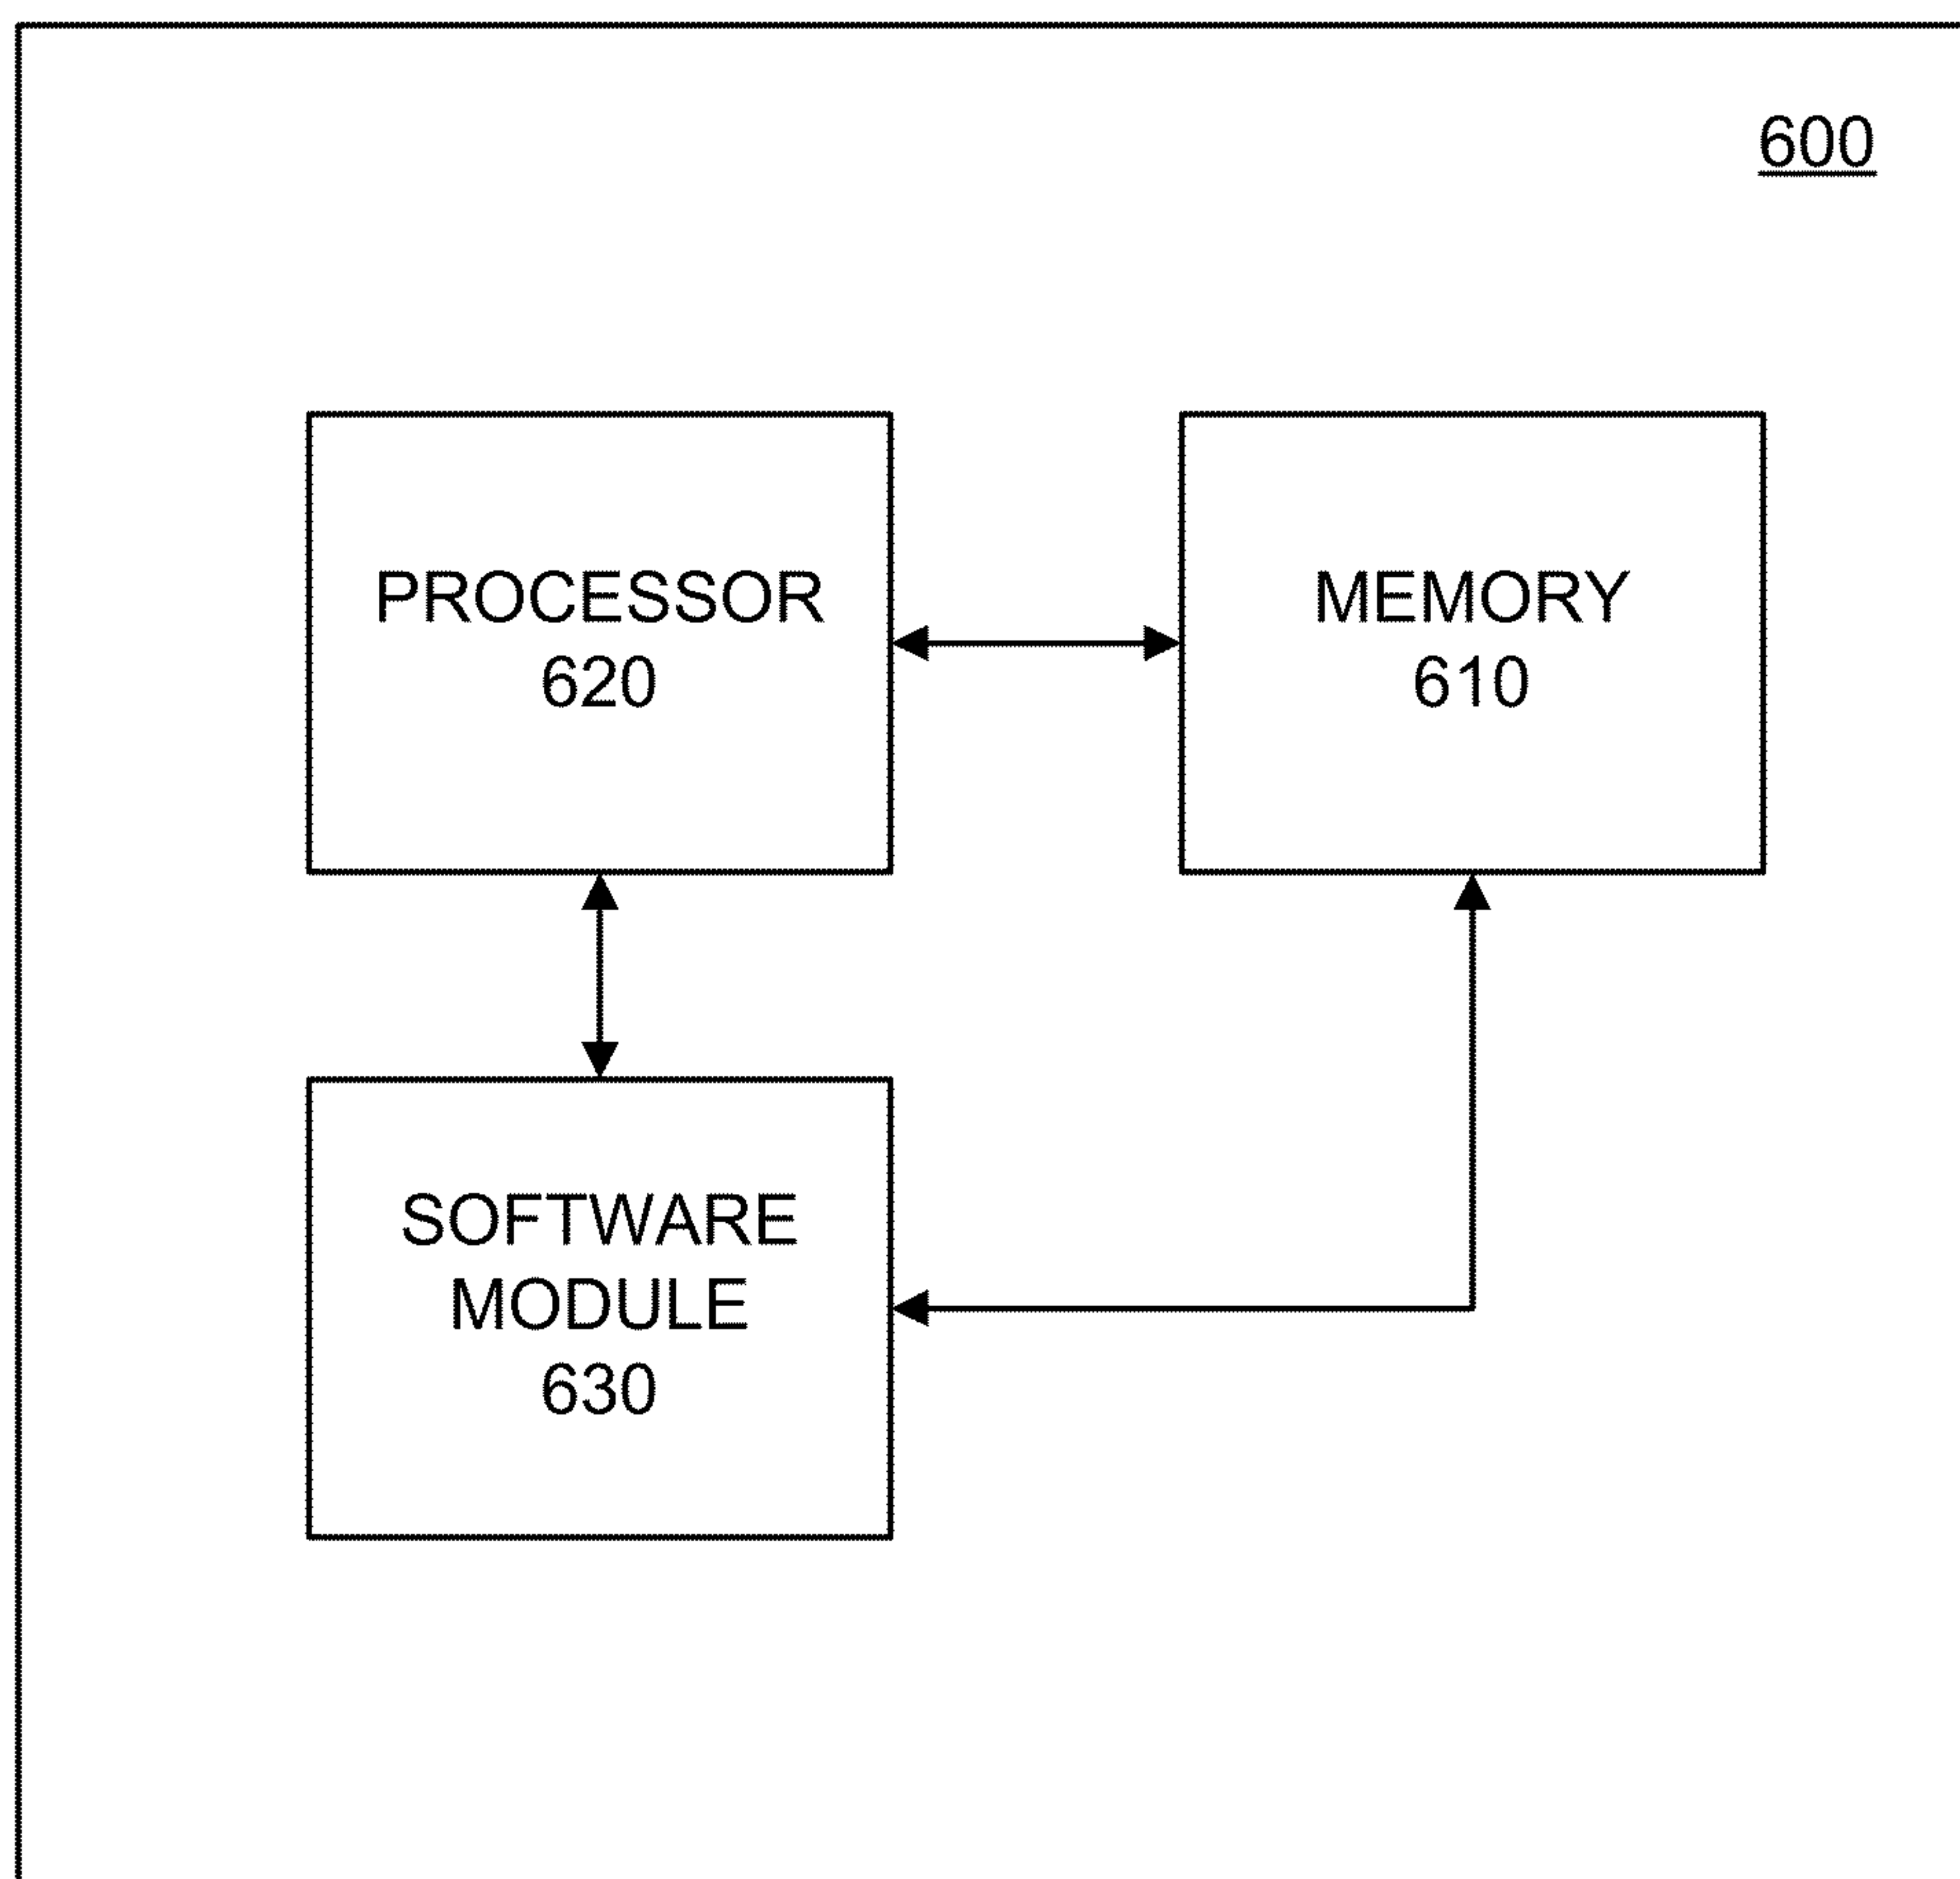 600
PROCESSOR
620
MEMORY
610
SOFTWARE
MODULE
630